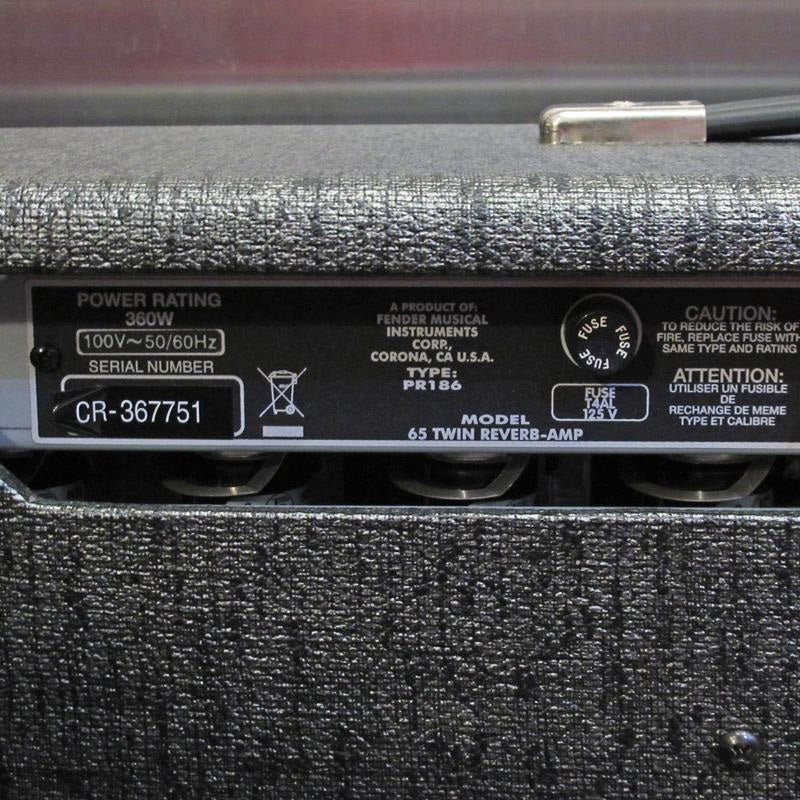 POWER RATING
360W
100V~50/60Hz
SERIAL NUMBER
CR-367751
A PRODUCT OF:
FENDER MUSICAL
INSTRUMENTS
CORP.,
CORONA, CA U.S.A.
TYPE:
PR186
MODEL
65 TWIN REVERB-AMP
FUSE FUSE FUSE
FUSE
T4AL
125 V
CAUTION:
TO REDUCE THE RISK OF
FIRE, REPLACE FUSE WITH
SAME TYPE AND RATING
ATTENTION:
UTILISER UN FUSIBLE
DE
RECHANGE DE MEME
TYPE ET CALIBRE